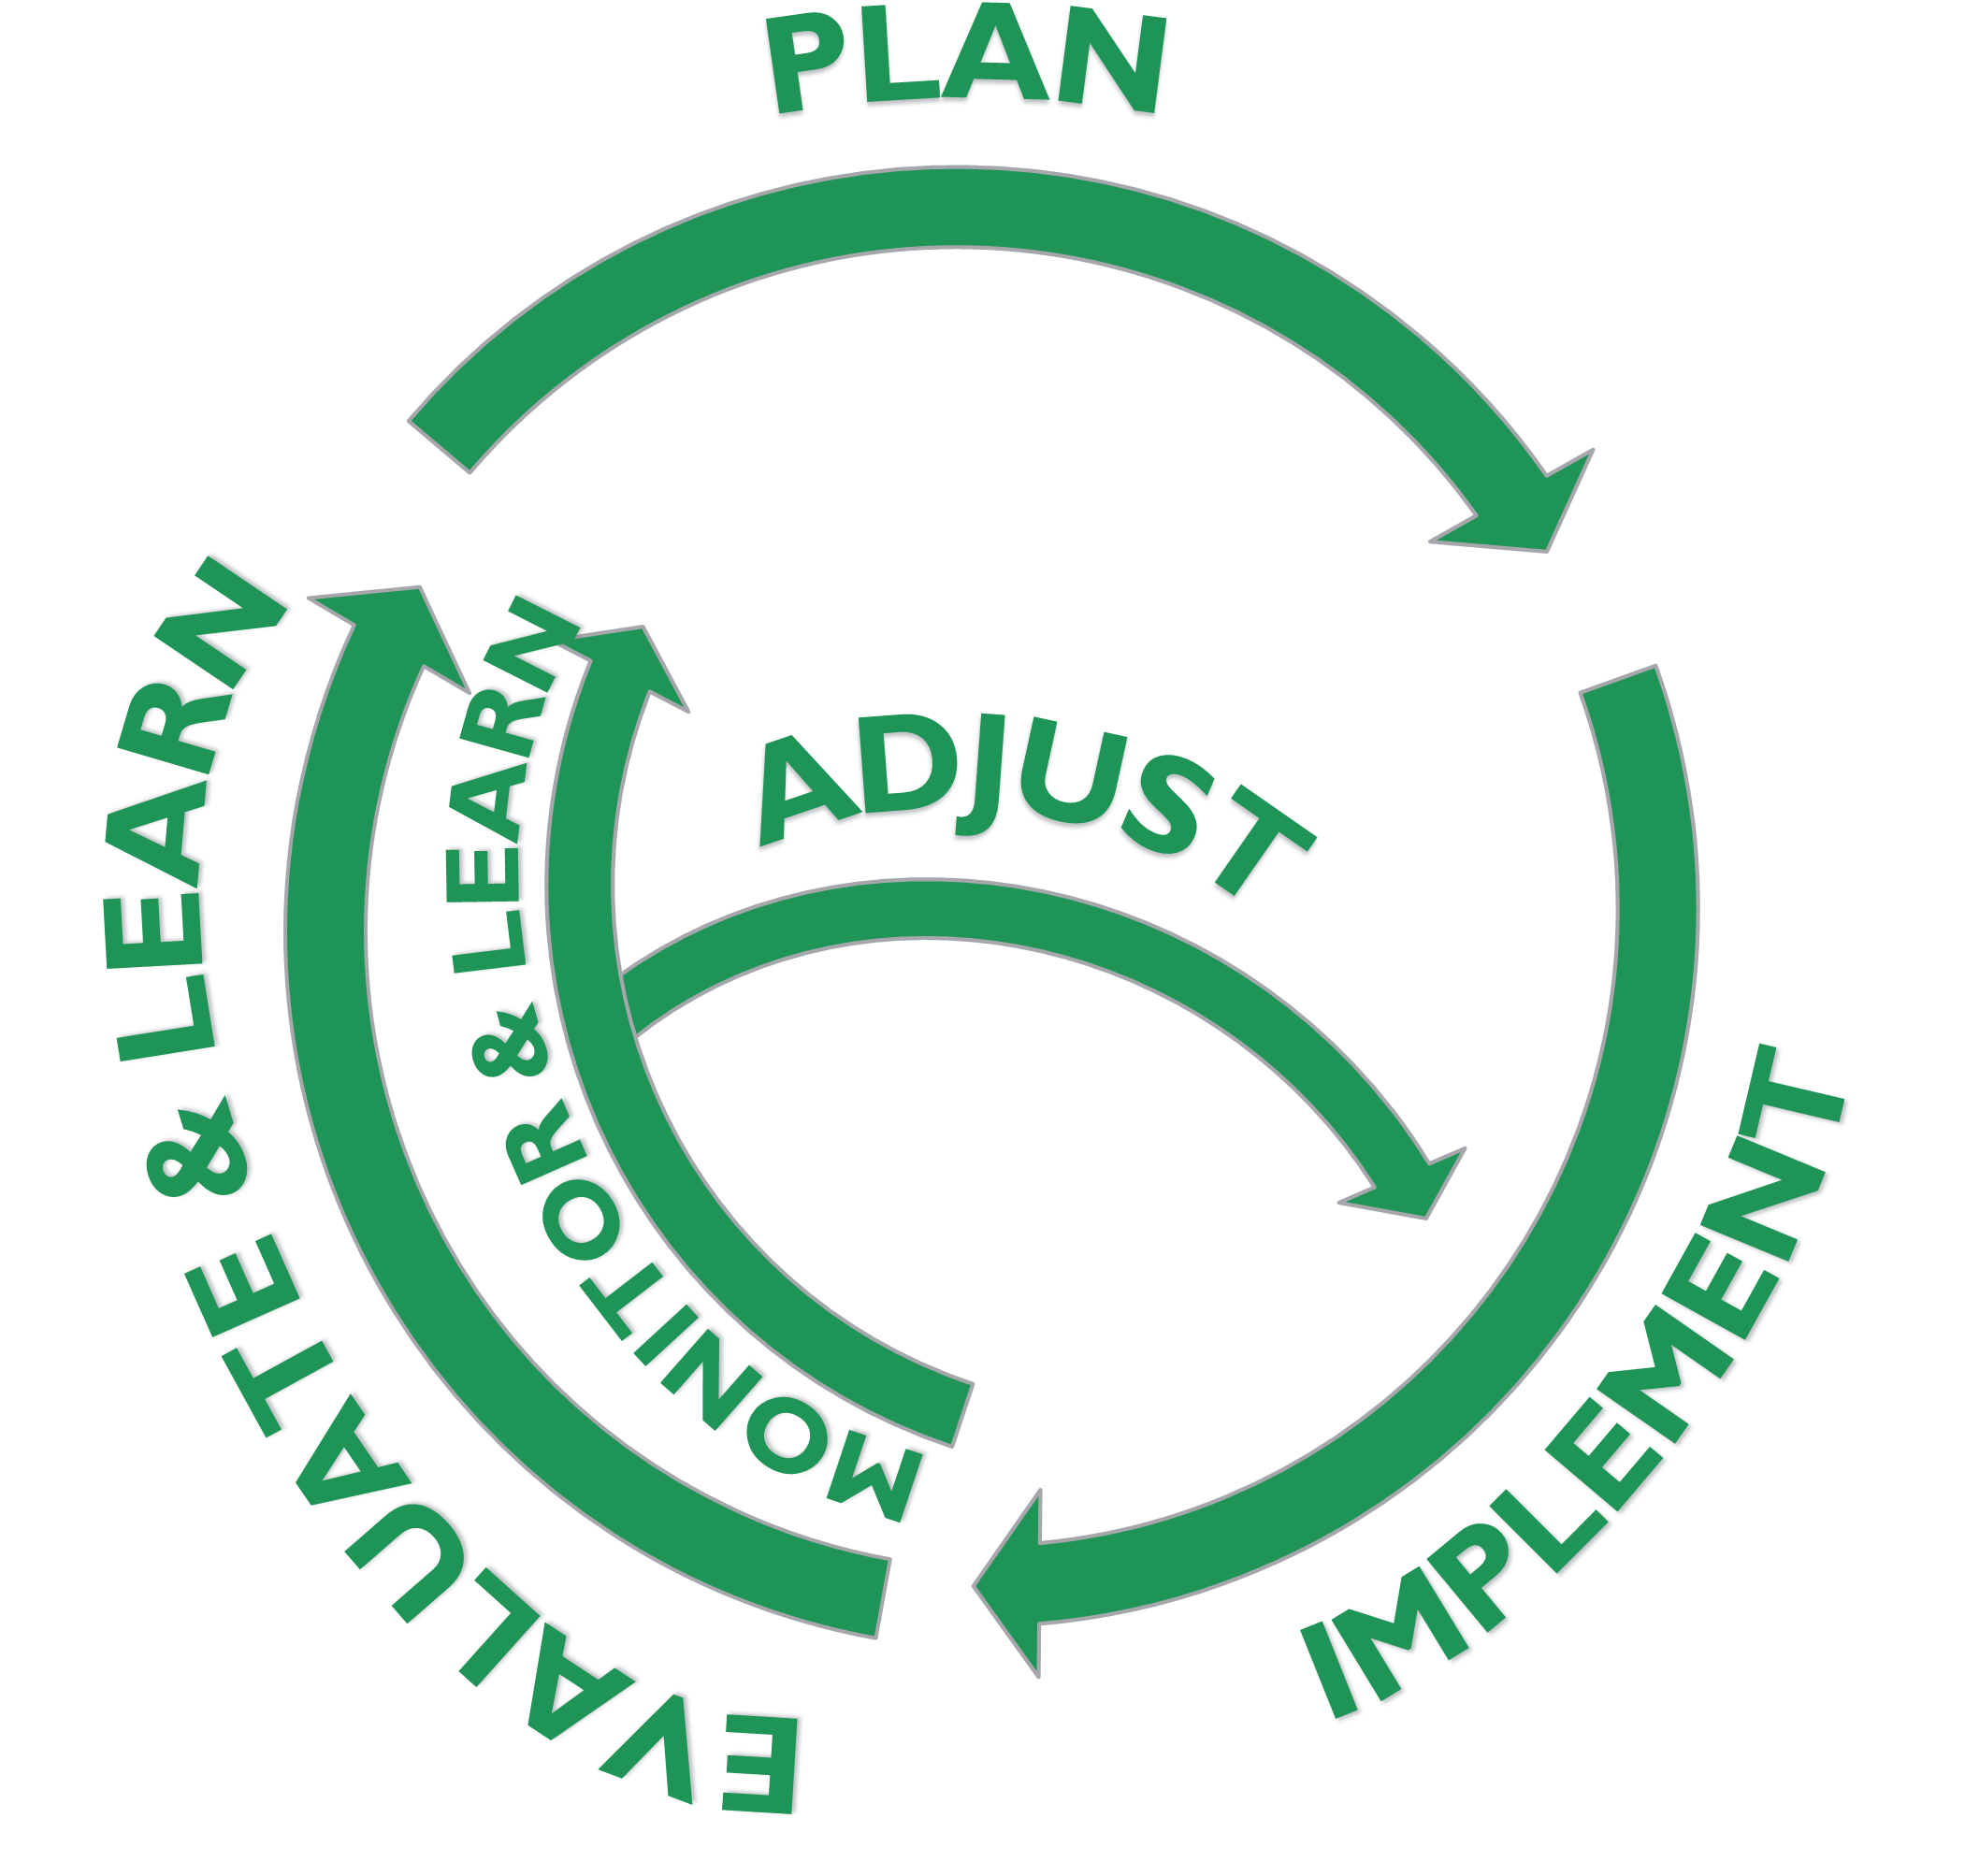 PLAN
IMPLEMENT
EVALUATE & LEARN
MONITOR & LEARN
ADJUST